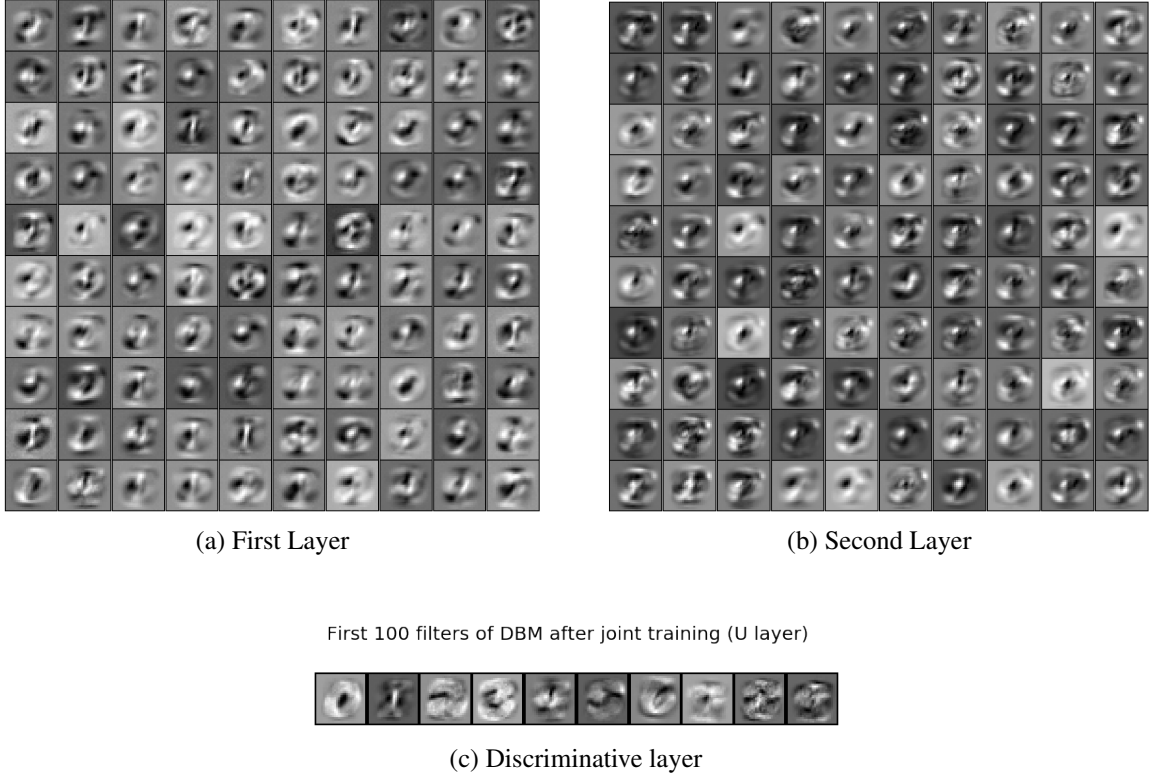 (a) First Layer
(b) Second Layer
First 100 filters of DBM after joint training (U layer)
(c) Discriminative layer